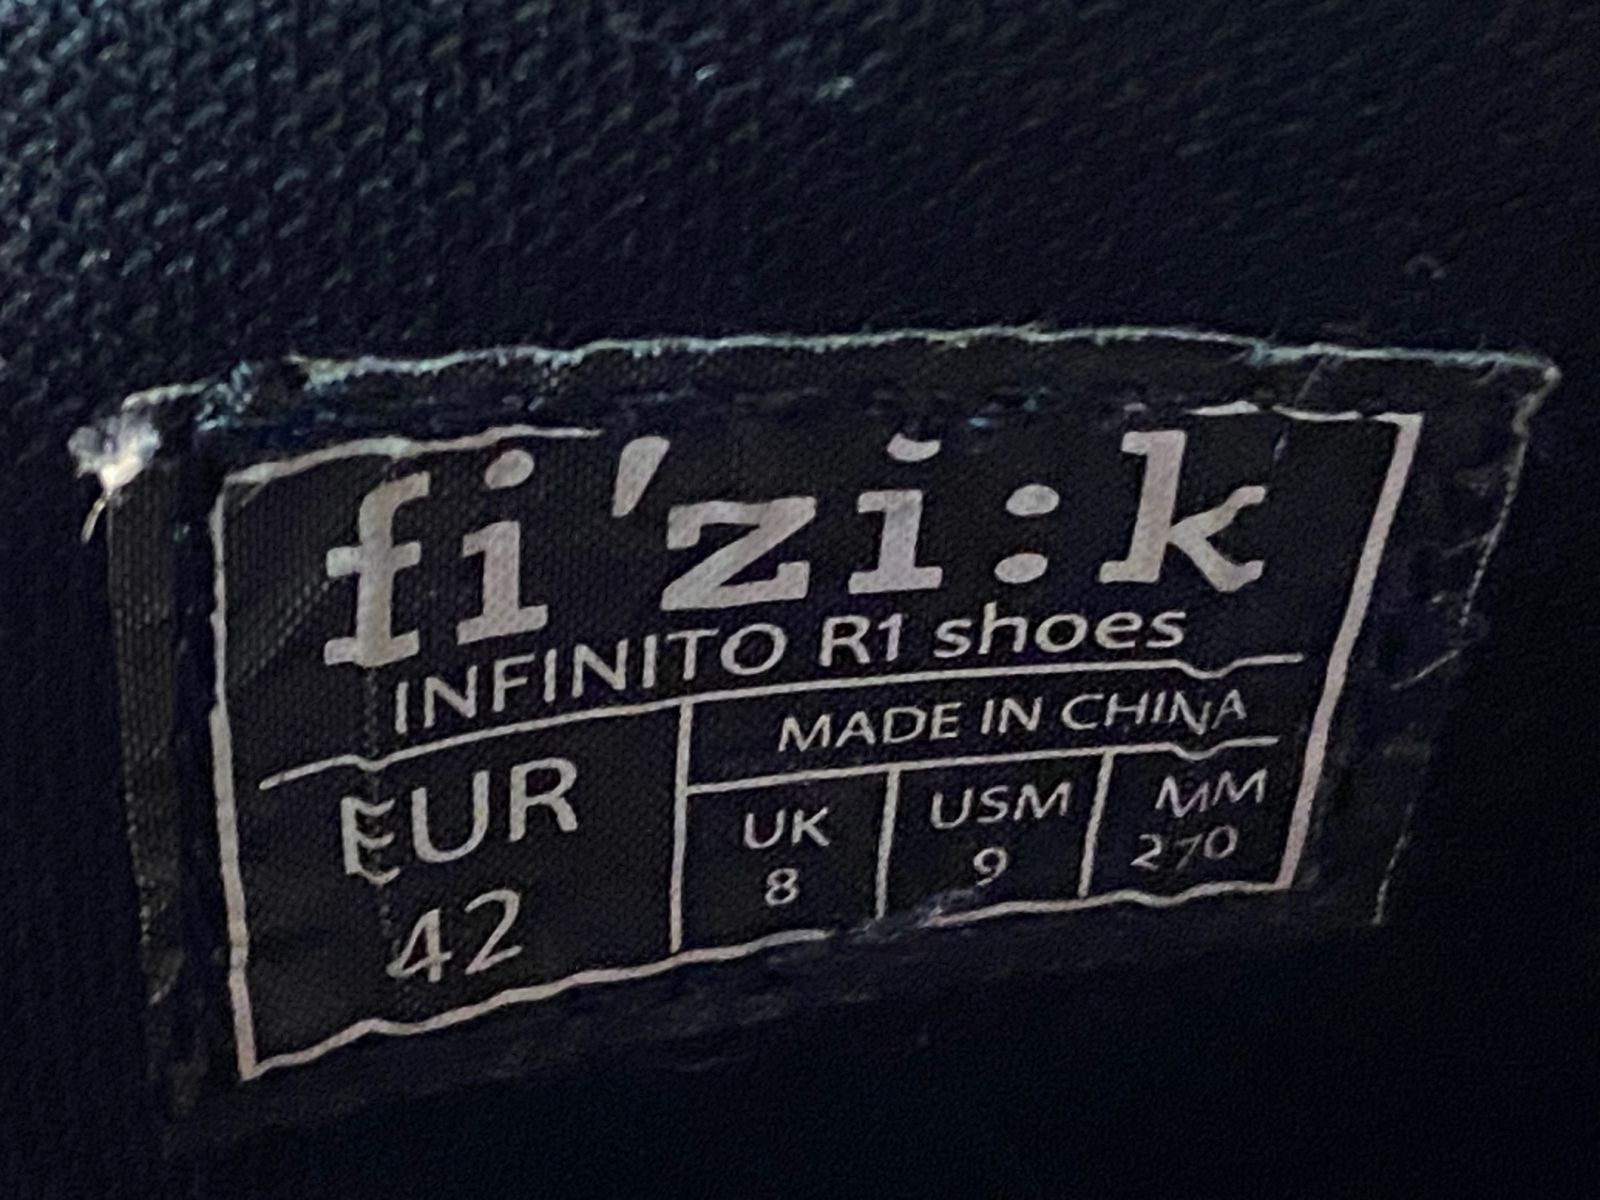 fi'zi:k
INFINITO R1 shoes
MADE IN CHINA
EUR
42
UK
8
USM
9
MM
270